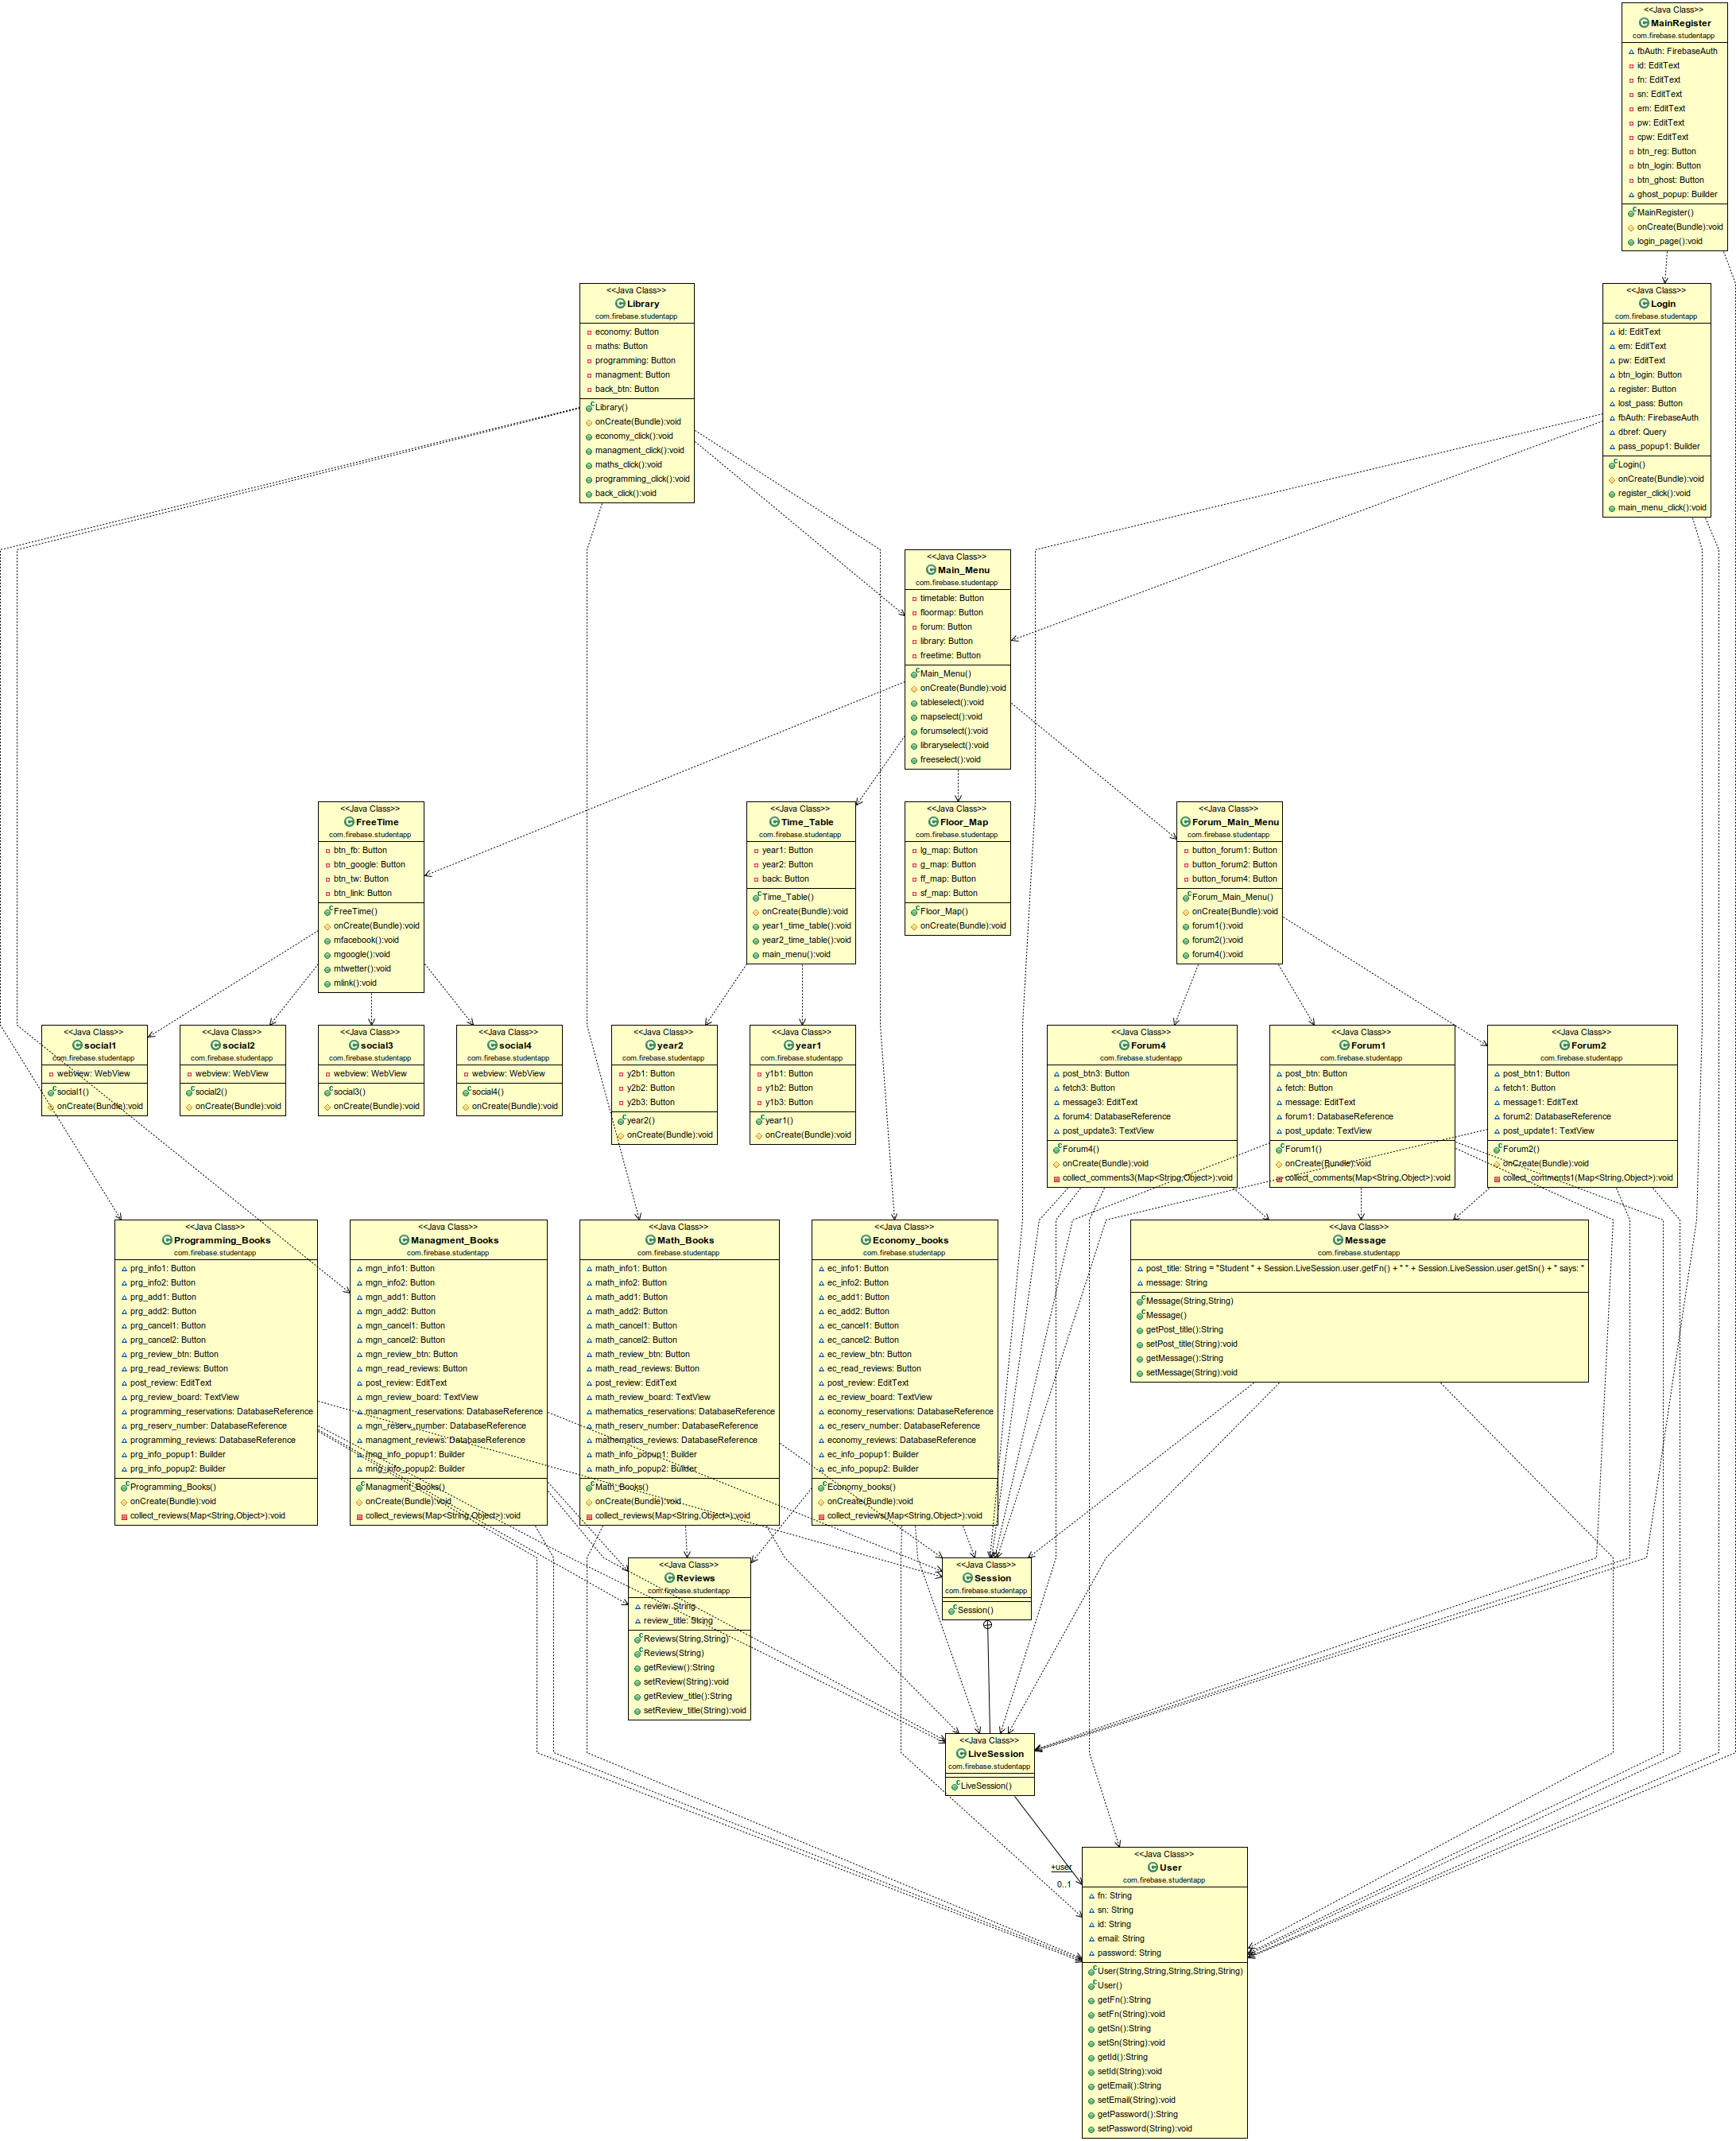 <<Java Class>>
MainRegister
com.firebase.studentapp
fbAuth: FirebaseAuth
id: EditText
fn: EditText
sn: EditText
em: EditText
pw: EditText
cpw: EditText
btn_reg: Button
btn_login: Button
btn_ghost: Button
ghost_popup: Builder
MainRegister()
onCreate(Bundle):void
login_page():void
<<Java Class>>
Library
com.firebase.studentapp
economy: Button
maths: Button
programming: Button
managment: Button
back_btn: Button
Library()
onCreate(Bundle):void
economy_click():void
managment_click():void
maths_click():void
programming_click():void
back_click():void
<<Java Class>>
Login
com.firebase.studentapp
id: EditText
em: EditText
pw: EditText
btn_login: Button
register: Button
lost_pass: Button
fbAuth: FirebaseAuth
dbref: Query
pass_popup1: Builder
Login()
onCreate(Bundle):void
register_click():void
main_menu_click():void
<<Java Class>>
Main_Menu
com.firebase.studentapp
timetable: Button
floormap: Button
forum: Button
library: Button
freetime: Button
Main_Menu()
onCreate(Bundle):void
tableselect():void
mapselect():void
forumselect():void
libraryselect():void
freeselect():void
<<Java Class>>
FreeTime
com.firebase.studentapp
btn_fb: Button
btn_google: Button
btn_tw: Button
btn_link: Button
FreeTime()
onCreate(Bundle):void
mfacebook():void
mgoogle():void
mtwetter():void
mlink():void
<<Java Class>>
Time_Table
com.firebase.studentapp
year1: Button
year2: Button
back: Button
Time_Table()
onCreate(Bundle):void
year1_time_table():void
year2_time_table():void
main_menu():void
<<Java Class>>
Floor_Map
com.firebase.studentapp
lg_map: Button
g_map: Button
ff_map: Button
sf_map: Button
Floor_Map()
onCreate(Bundle):void
<<Java Class>>
Forum_Main_Menu
com.firebase.studentapp
button_forum1: Button
button_forum2: Button
button_forum4: Button
Forum_Main_Menu()
onCreate(Bundle):void
forum1():void
forum2():void
forum4():void
<<Java Class>>
social1
com.firebase.studentapp
webview: WebView
social1()
onCreate(Bundle):void
<<Java Class>>
social2
com.firebase.studentapp
webview: WebView
social2()
onCreate(Bundle):void
<<Java Class>>
social3
com.firebase.studentapp
webview: WebView
social3()
onCreate(Bundle):void
<<Java Class>>
social4
com.firebase.studentapp
webview: WebView
social4()
onCreate(Bundle):void
<<Java Class>>
year2
com.firebase.studentapp
y2b1: Button
y2b2: Button
y2b3: Button
year2()
onCreate(Bundle):void
<<Java Class>>
year1
com.firebase.studentapp
y1b1: Button
y1b2: Button
y1b3: Button
year1()
onCreate(Bundle):void
<<Java Class>>
Forum4
com.firebase.studentapp
post_btn3: Button
fetch3: Button
message3: EditText
forum4: DatabaseReference
post_update3: TextView
Forum4()
onCreate(Bundle):void
collect_comments3(Map<String,Object>):void
<<Java Class>>
Forum1
com.firebase.studentapp
post_btn: Button
fetch: Button
message: EditText
forum1: DatabaseReference
post_update: TextView
Forum1()
onCreate(Bundle):void
collect_comments(Map<String,Object>):void
<<Java Class>>
Forum2
com.firebase.studentapp
post_btn1: Button
fetch1: Button
message1: EditText
forum2: DatabaseReference
post_update1: TextView
Forum2()
onCreate(Bundle):void
collect_comments1(Map<String,Object>):void
<<Java Class>>
Programming_Books
com.firebase.studentapp
prg_info1: Button
prg_info2: Button
prg_add1: Button
prg_add2: Button
prg_cancel1: Button
prg_cancel2: Button
prg_review_btn: Button
prg_read_reviews: Button
post_review: EditText
prg_review_board: TextView
programming_reservations: DatabaseReference
prg_reserv_number: DatabaseReference
programming_reviews: DatabaseReference
prg_info_popup1: Builder
prg_info_popup2: Builder
Programming_Books()
onCreate(Bundle):void
collect_reviews(Map<String,Object>):void
<<Java Class>>
Managment_Books
com.firebase.studentapp
mgn_info1: Button
mgn_info2: Button
mgn_add1: Button
mgn_add2: Button
mgn_cancel1: Button
mgn_cancel2: Button
mgn_review_btn: Button
mgn_read_reviews: Button
post_review: EditText
mgn_review_board: TextView
managment_reservations: DatabaseReference
mgn_reserv_number: DatabaseReference
managment_reviews: DatabaseReference
mng_info_popup1: Builder
mng_info_popup2: Builder
Managment_Books()
onCreate(Bundle):void
collect_reviews(Map<String,Object>):void
<<Java Class>>
Math_Books
com.firebase.studentapp
math_info1: Button
math_info2: Button
math_add1: Button
math_add2: Button
math_cancel1: Button
math_cancel2: Button
math_review_btn: Button
math_read_reviews: Button
post_review: EditText
math_review_board: TextView
mathematics_reservations: DatabaseReference
math_reserv_number: DatabaseReference
mathematics_reviews: DatabaseReference
math_info_popup1: Builder
math_info_popup2: Builder
Math_Books()
onCreate(Bundle):void
collect_reviews(Map<String,Object>):void
<<Java Class>>
Economy_books
com.firebase.studentapp
ec_info1: Button
ec_info2: Button
ec_add1: Button
ec_add2: Button
ec_cancel1: Button
ec_cancel2: Button
ec_review_btn: Button
ec_read_reviews: Button
post_review: EditText
ec_review_board: TextView
economy_reservations: DatabaseReference
ec_reserv_number: DatabaseReference
economy_reviews: DatabaseReference
ec_info_popup1: Builder
ec_info_popup2: Builder
Economy_books()
onCreate(Bundle):void
collect_reviews(Map<String,Object>):void
<<Java Class>>
Message
com.firebase.studentapp
post_title: String = "Student " + Session.LiveSession.user.getFn() + " " + Session.LiveSession.user.getSn() + " says: "
message: String
Message(String,String)
Message()
getPost_title():String
setPost_title(String):void
getMessage():String
setMessage(String):void
<<Java Class>>
Reviews
com.firebase.studentapp
review: String
review_title: String
Reviews(String,String)
Reviews(String)
getReview():String
setReview(String):void
getReview_title():String
setReview_title(String):void
<<Java Class>>
Session
com.firebase.studentapp
Session()
<<Java Class>>
LiveSession
com.firebase.studentapp
LiveSession()
+user
0..1
<<Java Class>>
User
com.firebase.studentapp
fn: String
sn: String
id: String
email: String
password: String
User(String,String,String,String,String)
User()
getFn():String
setFn(String):void
getSn():String
setSn(String):void
getId():String
setId(String):void
getEmail():String
setEmail(String):void
getPassword():String
setPassword(String):void